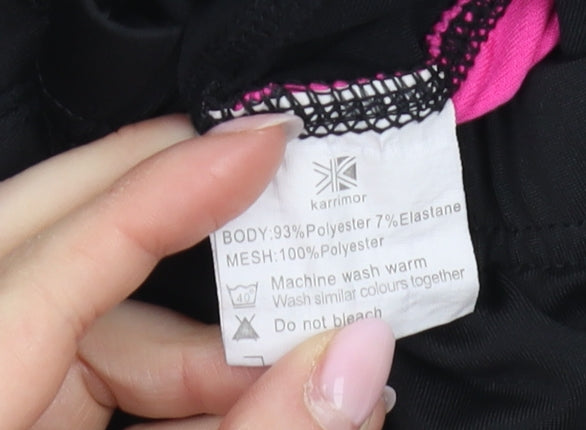 karrimor
BODY:93%Polyester 7%Elastane
MESH:100%Polyester
40
Machine wash warm
Wash similar colours together
Do not bleach